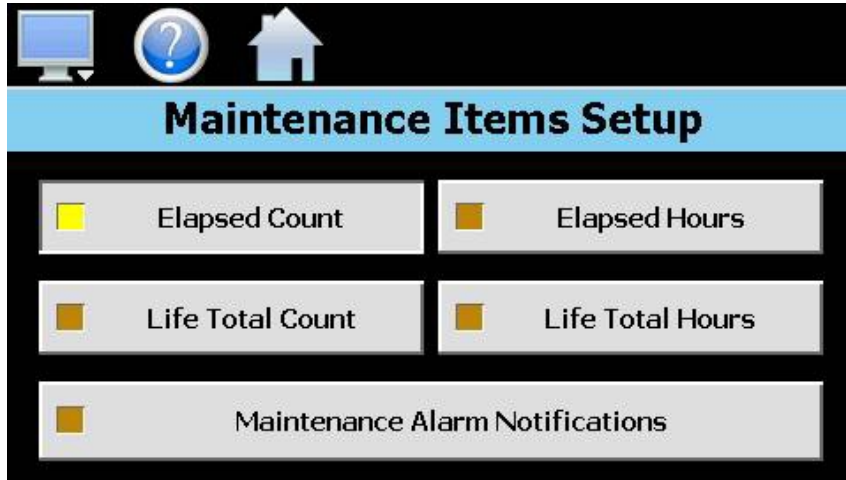 ?
Maintenance Items Setup
Elapsed Count
Elapsed Hours
Life Total Count
Life Total Hours
Maintenance Alarm Notifications